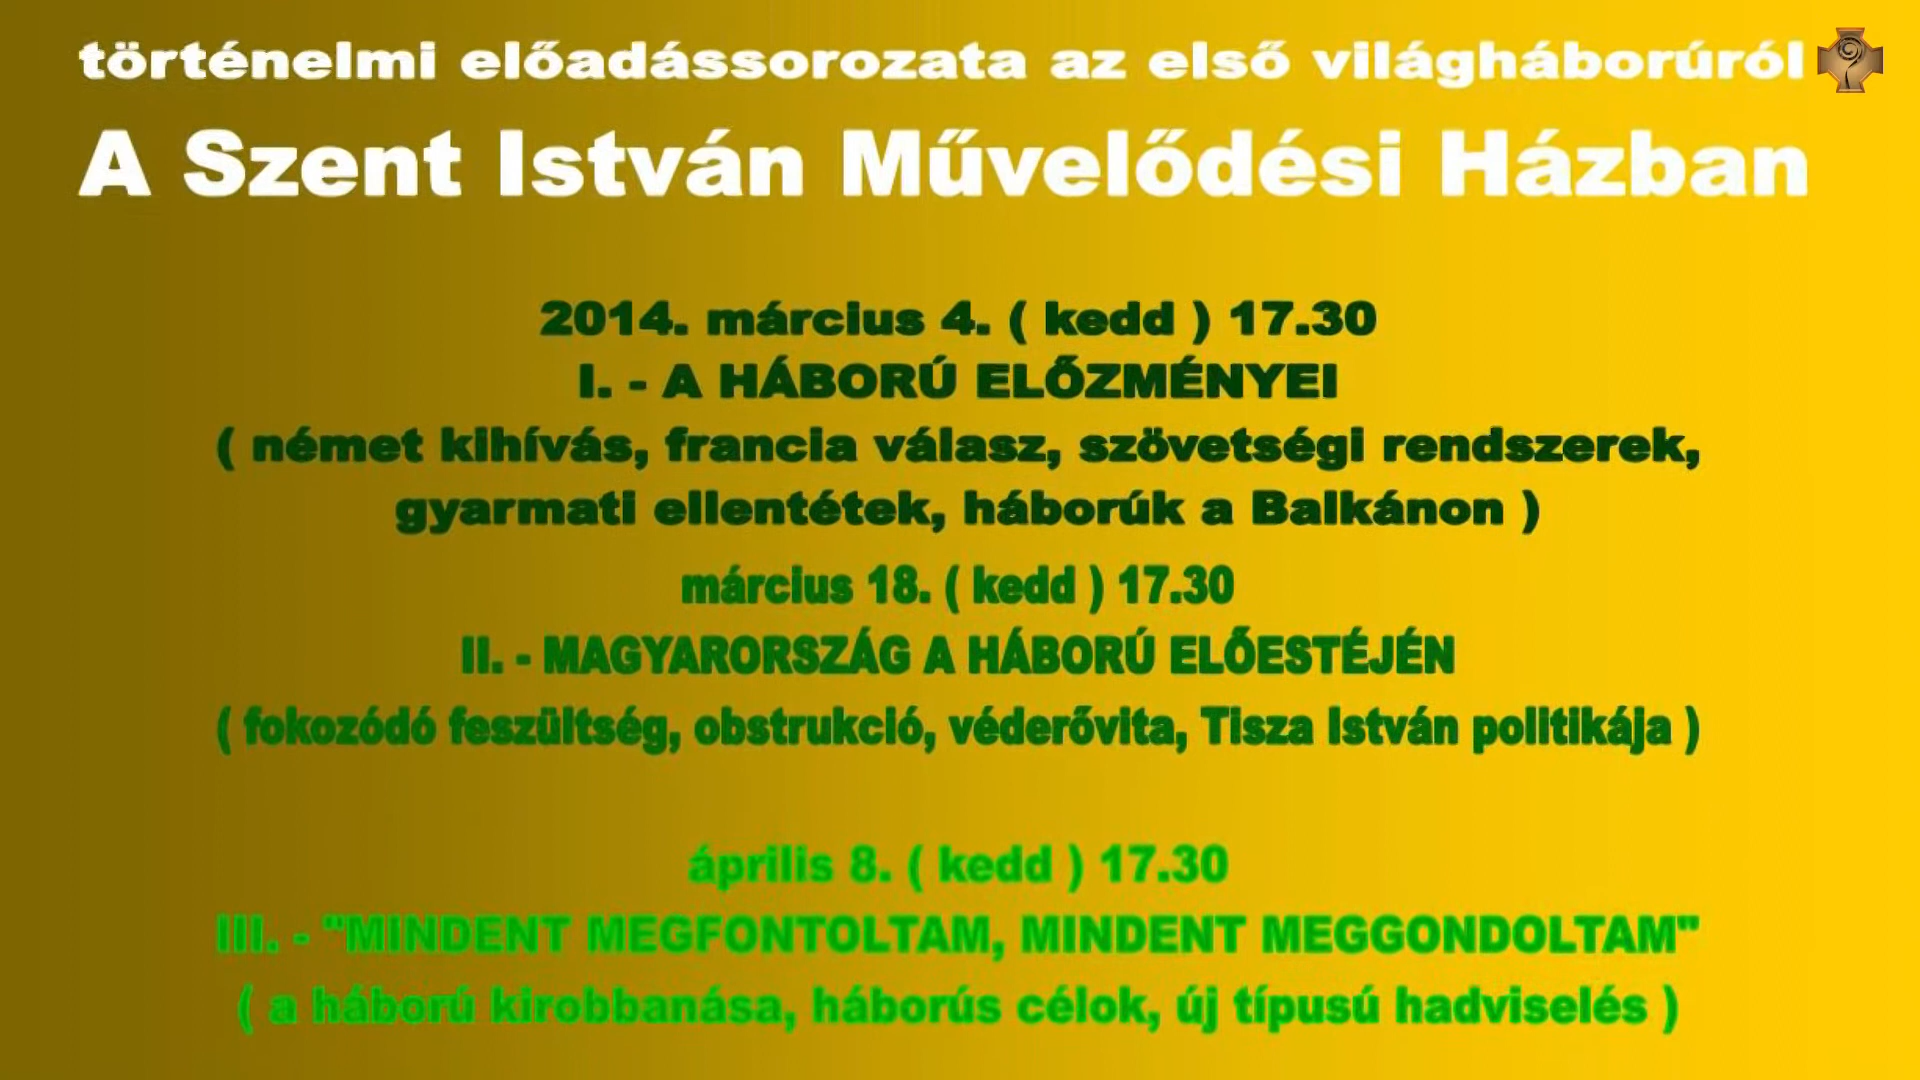 történelmi előadássorozata az első világháborúról
A Szent István Művelődési Házban
2014. március 4. ( kedd ) 17.30
I. - A HÁBORÚ ELŐZMÉNYEI
( német kihívás, francia válasz, szövetségi rendszerek,
gyarmati ellentétek, háborúk a Balkánon )
március 18. ( kedd ) 17.30
II. - MAGYARORSZÁG A HÁBORÚ ELŐESTÉJÉN
( fokozódó feszültség, obstrukció, véderővita, Tisza István politikája )
április 8. ( kedd ) 17.30
III. - "MINDENT MEGFONTOLTAM, MINDENT MEGGONDOLTAM"
( a háború kirobbanása, háborús célok, új típusú hadviselés )